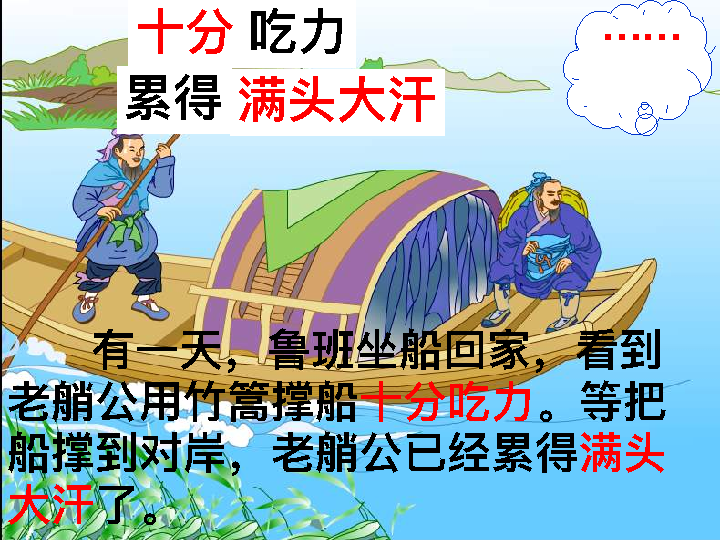 十分 吃力
……
累得 满头大汗
有一天，鲁班坐船回家，看到
老艄公用竹篙撑船十分吃力。等把
船撑到对岸，老艄公已经累得满头
大汗了。